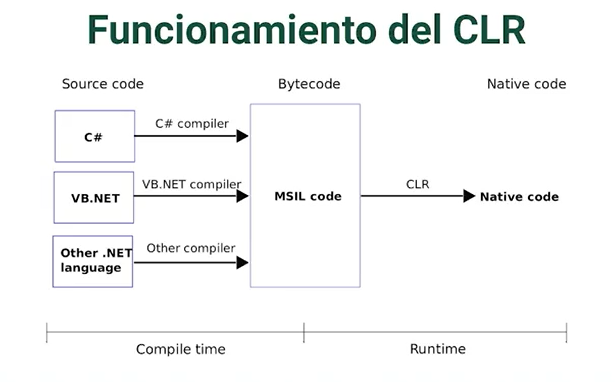 Funcionamiento del CLR
Source code
Bytecode
Native code
C#
C# compiler
VB.NET
VB.NET compiler
MSIL code
CLR
Native code
Other .NET
language
Other compiler
Compile time
Runtime